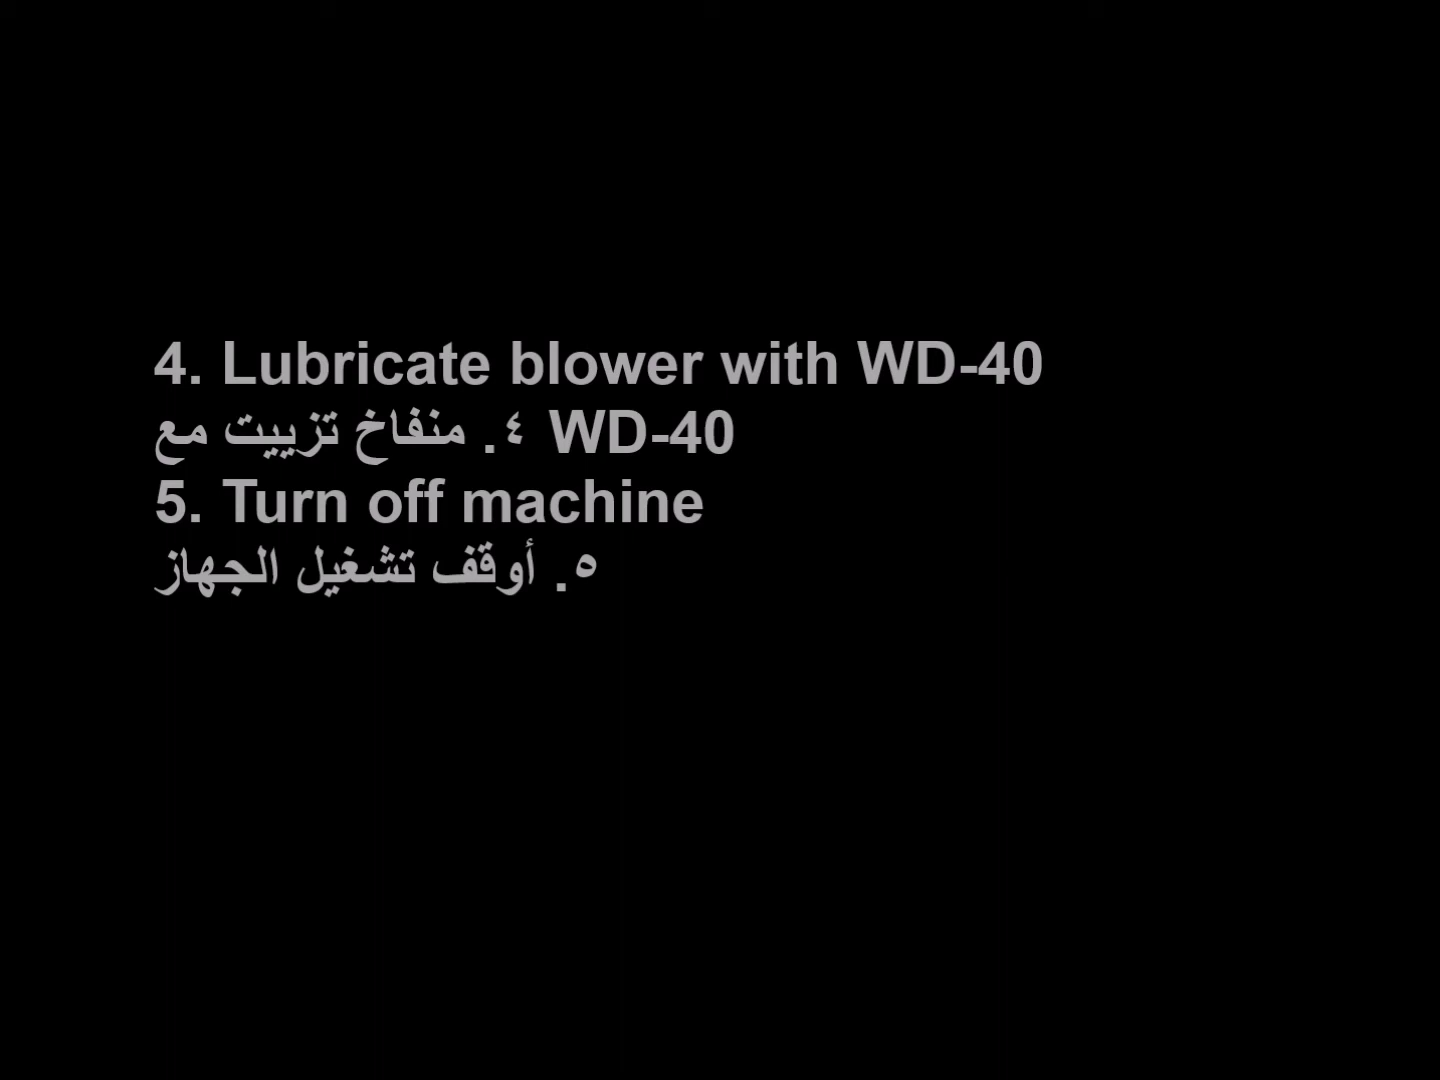 4. Lubricate blower with WD-40
٤. منفاخ تزييت مع WD-40
5. Turn off machine
٥. أوقف تشغيل الجهاز